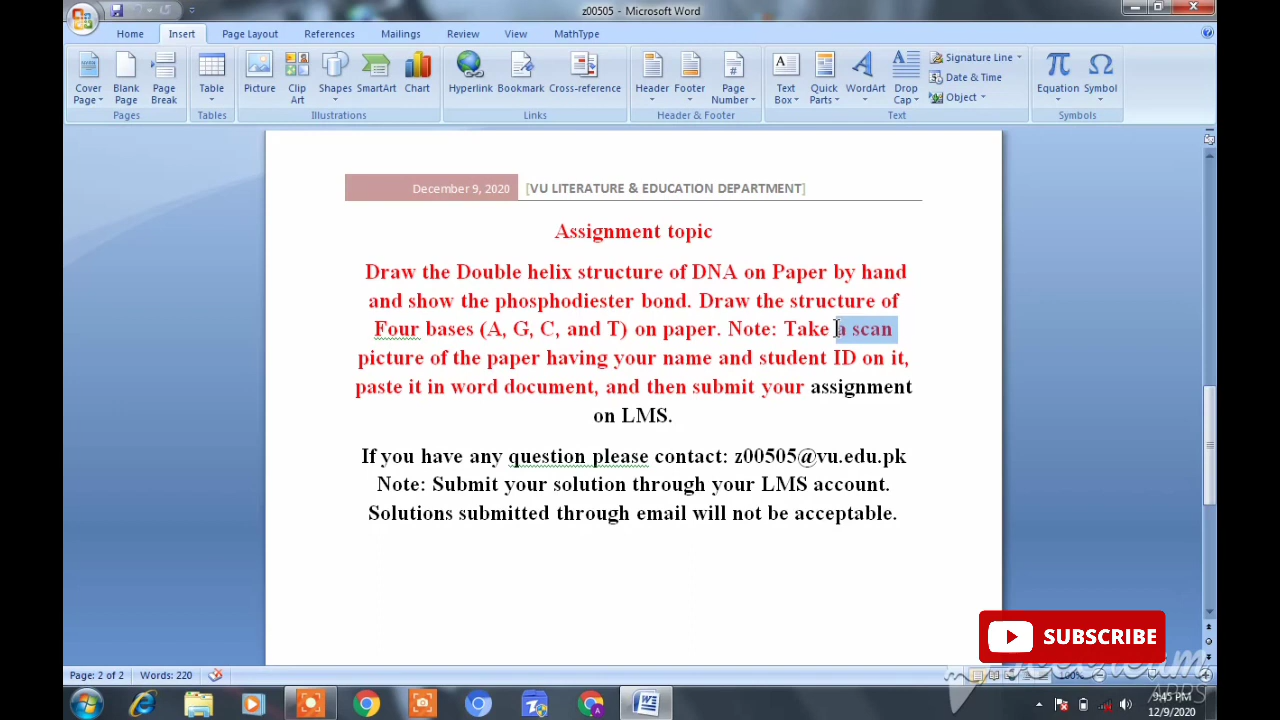 z00505 - Microsoft Word
Home Insert Page Layout References Mailings Review View MathType
Cover Page Blank Page Page Break Table Picture Clip Art Shapes SmartArt Chart Hyperlink Bookmark Cross-reference Header Footer Page Number Text Box Quick Parts WordArt Drop Cap Signature Line Date & Time Object Equation Symbol
Pages Tables Illustrations Links Header & Footer Text Symbols
December 9, 2020 [VU LITERATURE & EDUCATION DEPARTMENT]
Assignment topic
Draw the Double helix structure of DNA on Paper by hand
and show the phosphodiester bond. Draw the structure of
Four bases (A, G, C, and T) on paper. Note: Take a scan
picture of the paper having your name and student ID on it,
paste it in word document, and then submit your assignment
on LMS.
If you have any question please contact: z00505@vu.edu.pk
Note: Submit your solution through your LMS account.
Solutions submitted through email will not be acceptable.
SUBSCRIBE
Page: 2 of 2 Words: 220 100%
APPS
9:45 PM
12/9/2020